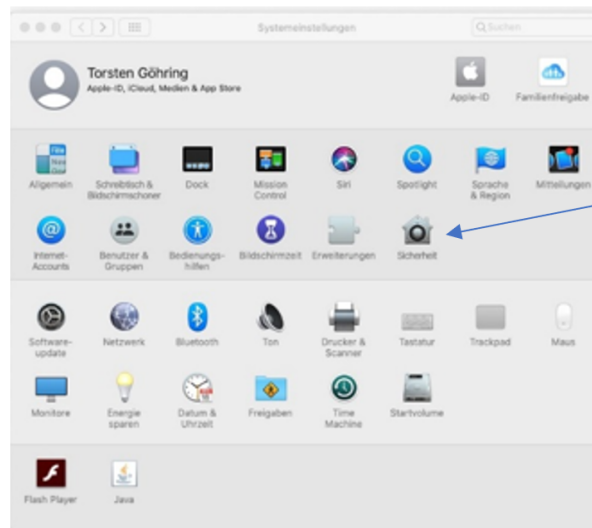 Systemeinstellungen
Suchen
Torsten Göhring
Apple-ID, iCloud, Medien & App Store
Apple-ID
Familienfreigabe
Allgemein
Schreibtisch &
Bildschirmschoner
Dock
Mission
Control
Siri
Spotlight
Sprache
& Region
Mitteilungen
Internet-
Accounts
Benutzer &
Gruppen
Bedienungs-
hilfen
Bildschirmzeit
Erweiterungen
Sicherheit
Software-
update
Netzwerk
Bluetooth
Ton
Drucker &
Scanner
Tastatur
Trackpad
Maus
Monitore
Energie
sparen
Datum &
Uhrzeit
Freigaben
Time
Machine
Startvolume
Flash Player
Java